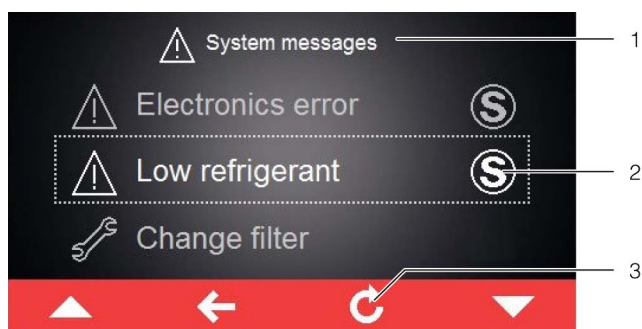 System messages
1
Electronics error
S
Low refrigerant
S
2
Change filter
3